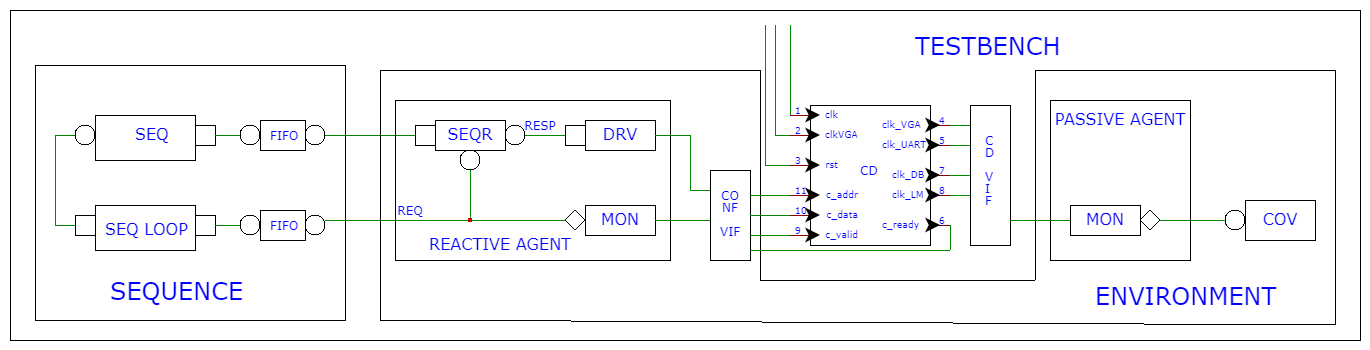 TESTBENCH
SEQ
FIFO
SEQ LOOP
FIFO
SEQUENCE
SEQR
RESP
DRV
REQ
MON
REACTIVE AGENT
CO
NF
VIF
1
clk
2
clkVGA
3
rst
CD
11
c_addr
10
c_data
9
c_valid
clk_VGA
4
clk_UART
5
clk_DB
7
clk_LM
8
c_ready
6
C
D
V
I
F
PASSIVE AGENT
MON
COV
ENVIRONMENT